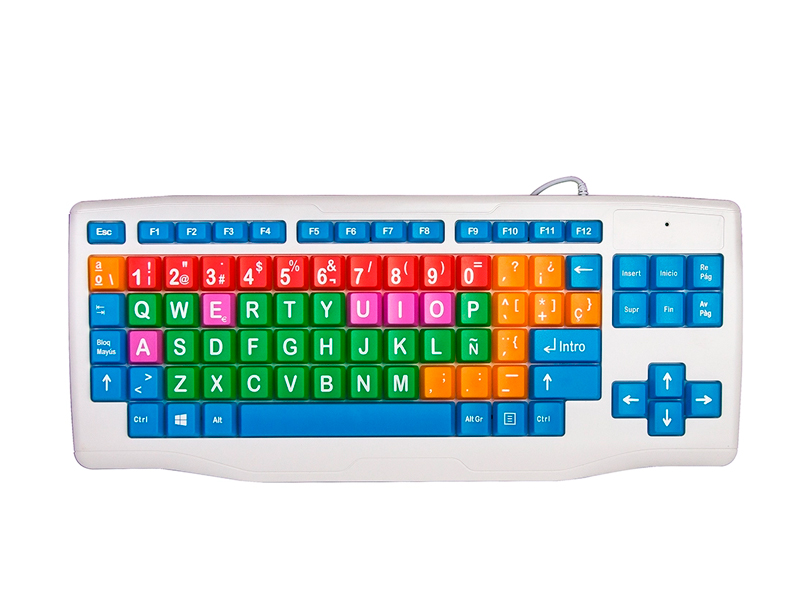 Esc F1 F2 F3 F4 F5 F6 F7 F8 F9 F10 F11 F12
ª º \ 1 ! | 2 " @ 3 · # 4 $ 5 % 6 & ¬ 7 / 8 ( 9 ) 0 = ? ' ¿ ¡ ← Insert Inicio Re Pág
Q W E € R T Y U I O P ^ ` [ * + ] } ç Supr Fin Av Pág
Bloq Mayús A S D F G H J K L Ñ ¨ ´ { Intro
↑ < > Z X C V B N M , ; . : _ - ↑ ↑
Ctrl Alt Alt Gr Ctrl ← ↓ →